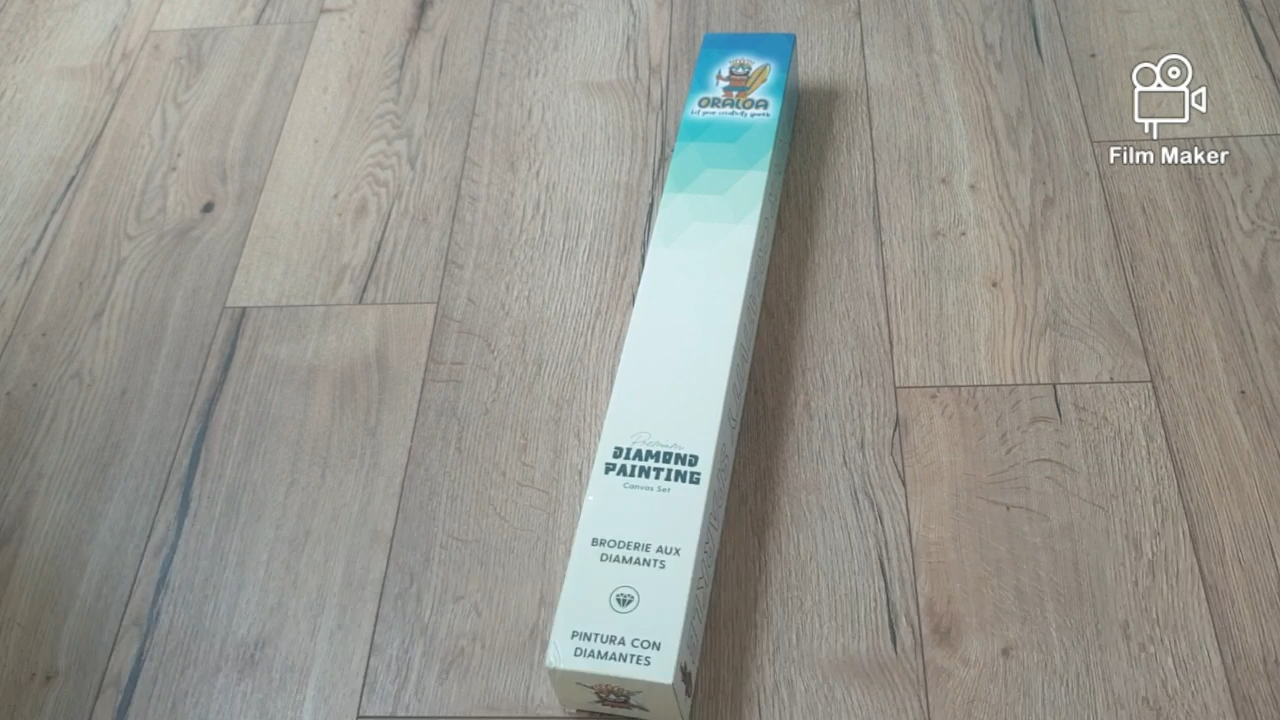 ORALOA
Let your creativity sparkle
Film Maker
Premium
DIAMOND
PAINTING
Canvas Set
BRODERIE AUX
DIAMANTS
PINTURA CON
DIAMANTES